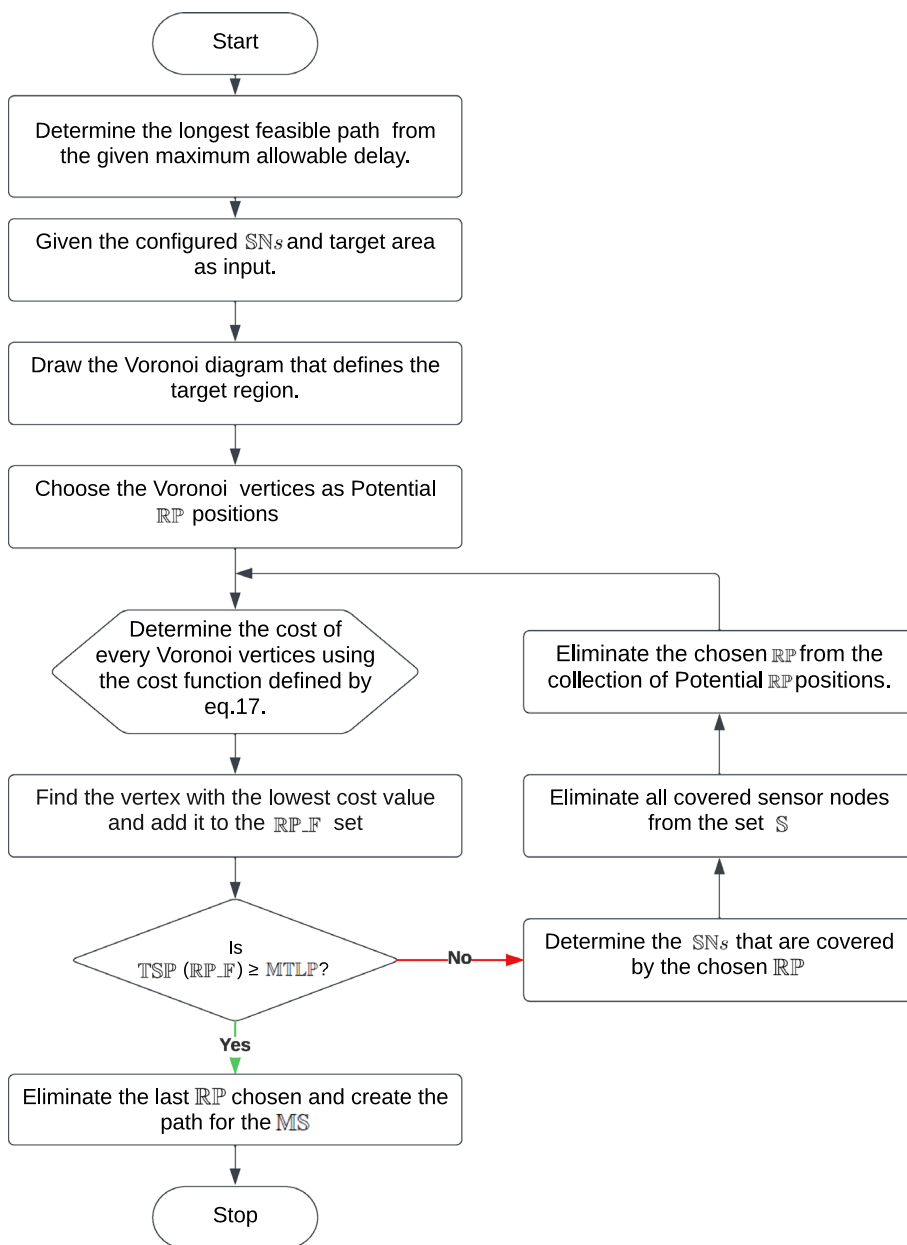 Start
Determine the longest feasible path from
the given maximum allowable delay.
Given the configured 𝕊ℕs and target area
as input.
Draw the Voronoi diagram that defines the
target region.
Choose the Voronoi vertices as Potential
ℝℙ positions
Determine the cost of
every Voronoi vertices using
the cost function defined by
eq.17.
Find the vertex with the lowest cost value
and add it to the ℝℙ_𝔽 set
Is
𝕋𝕊ℙ (ℝℙ_𝔽) ≥ 𝕄𝕋𝕃ℙ?
No
Yes
Determine the 𝕊ℕs that are covered
by the chosen ℝℙ
Eliminate all covered sensor nodes
from the set 𝕊
Eliminate the chosen ℝℙ from the
collection of Potential ℝℙ positions.
Eliminate the last ℝℙ chosen and create the
path for the 𝕄𝕊
Stop